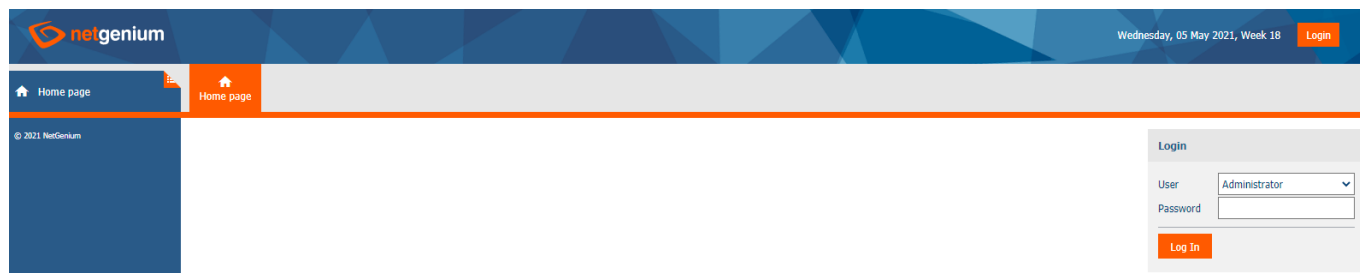 netgenium
Wednesday, 05 May 2021, Week 18
Login
Home page
Home page
© 2021 NetGenium
Login
User
Administrator
Password
Log In